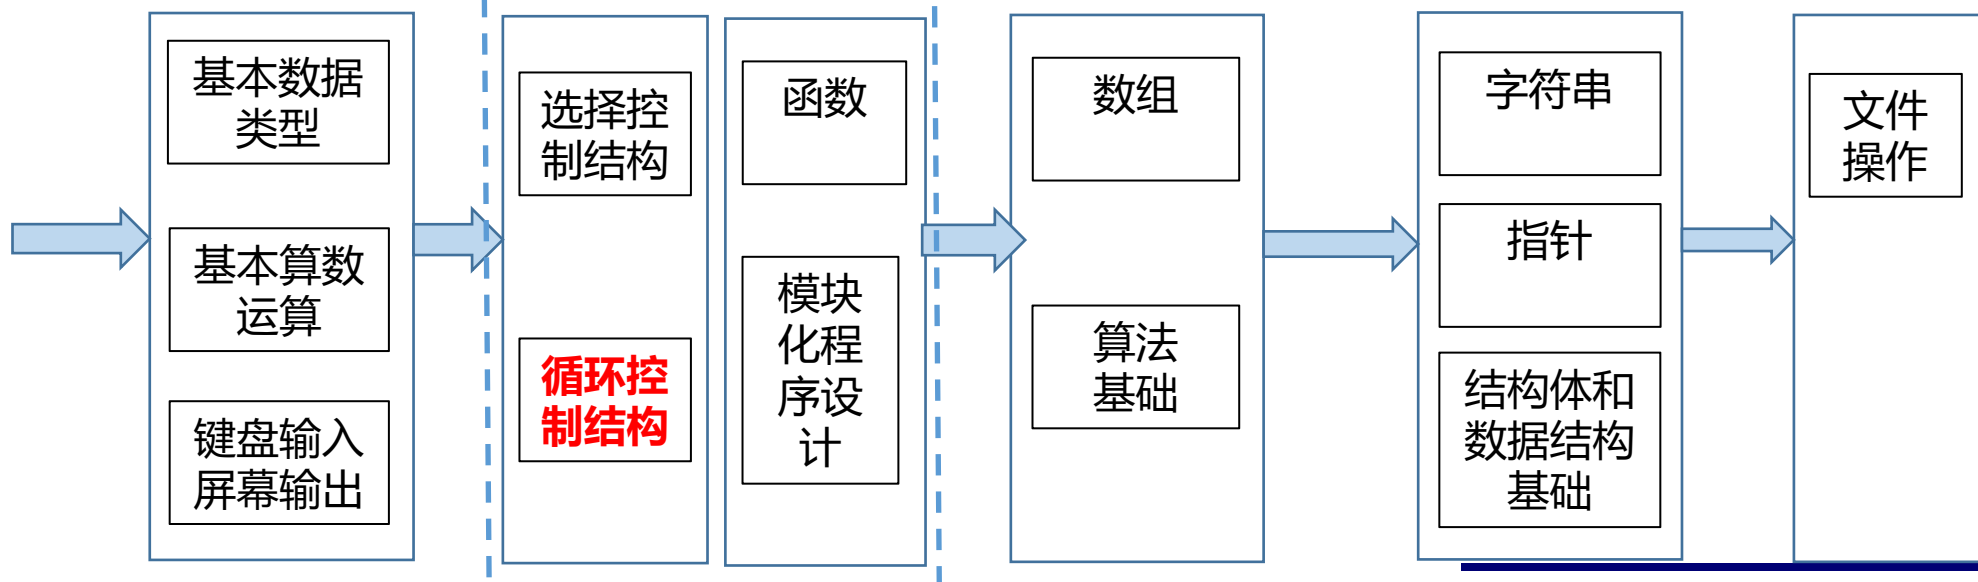 基本数据
类型
基本算数
运算
键盘输入
屏幕输出
选择控
制结构
循环控
制结构
函数
模块
化程
序设
计
数组
算法
基础
字符串
指针
结构体和
数据结构
基础
文件
操作